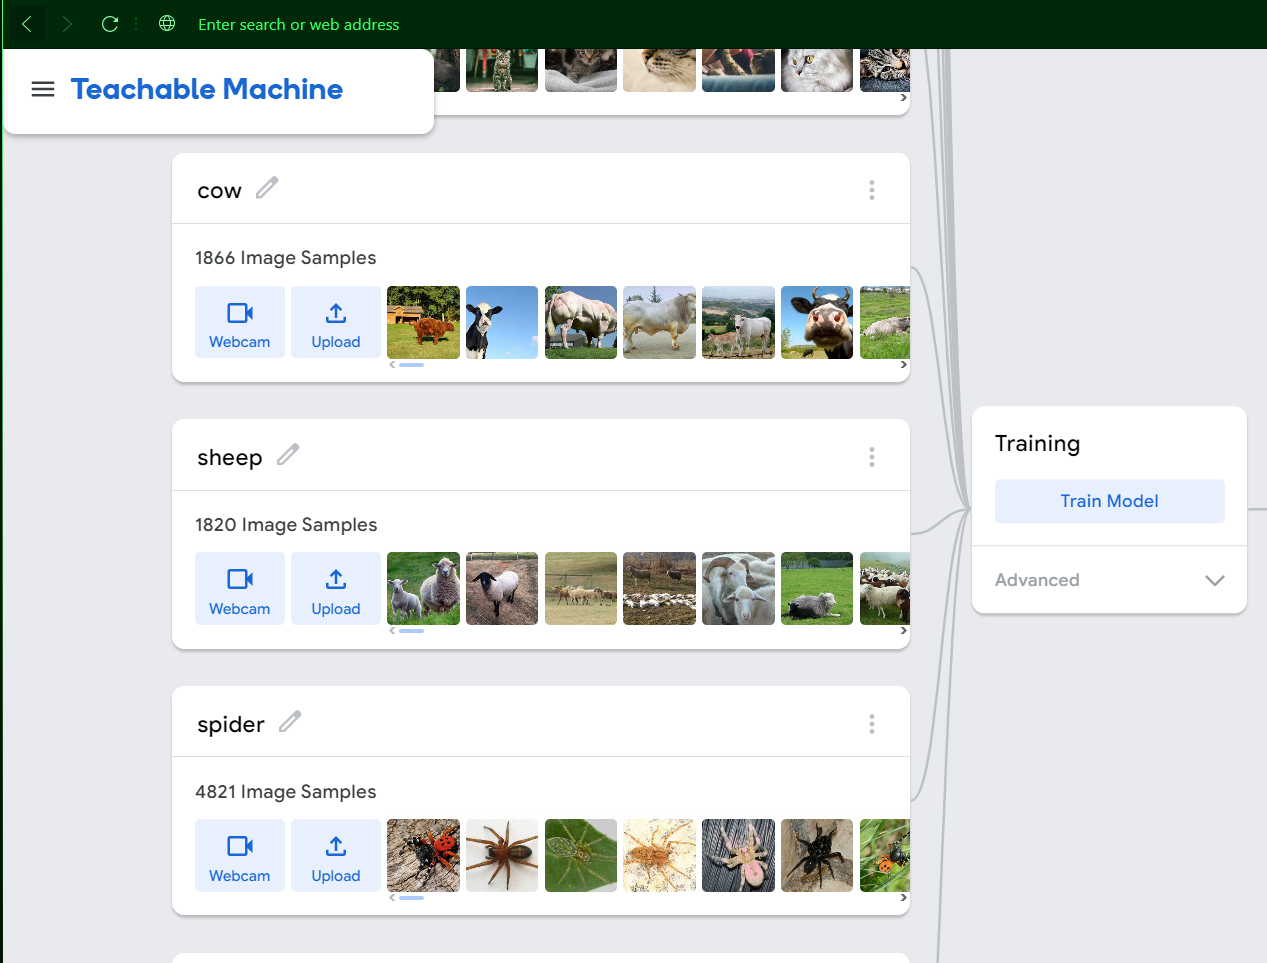 Enter search or web address
Teachable Machine
cow
1866 Image Samples
Webcam
Upload
sheep
1820 Image Samples
Webcam
Upload
Training
Train Model
Advanced
spider
4821 Image Samples
Webcam
Upload